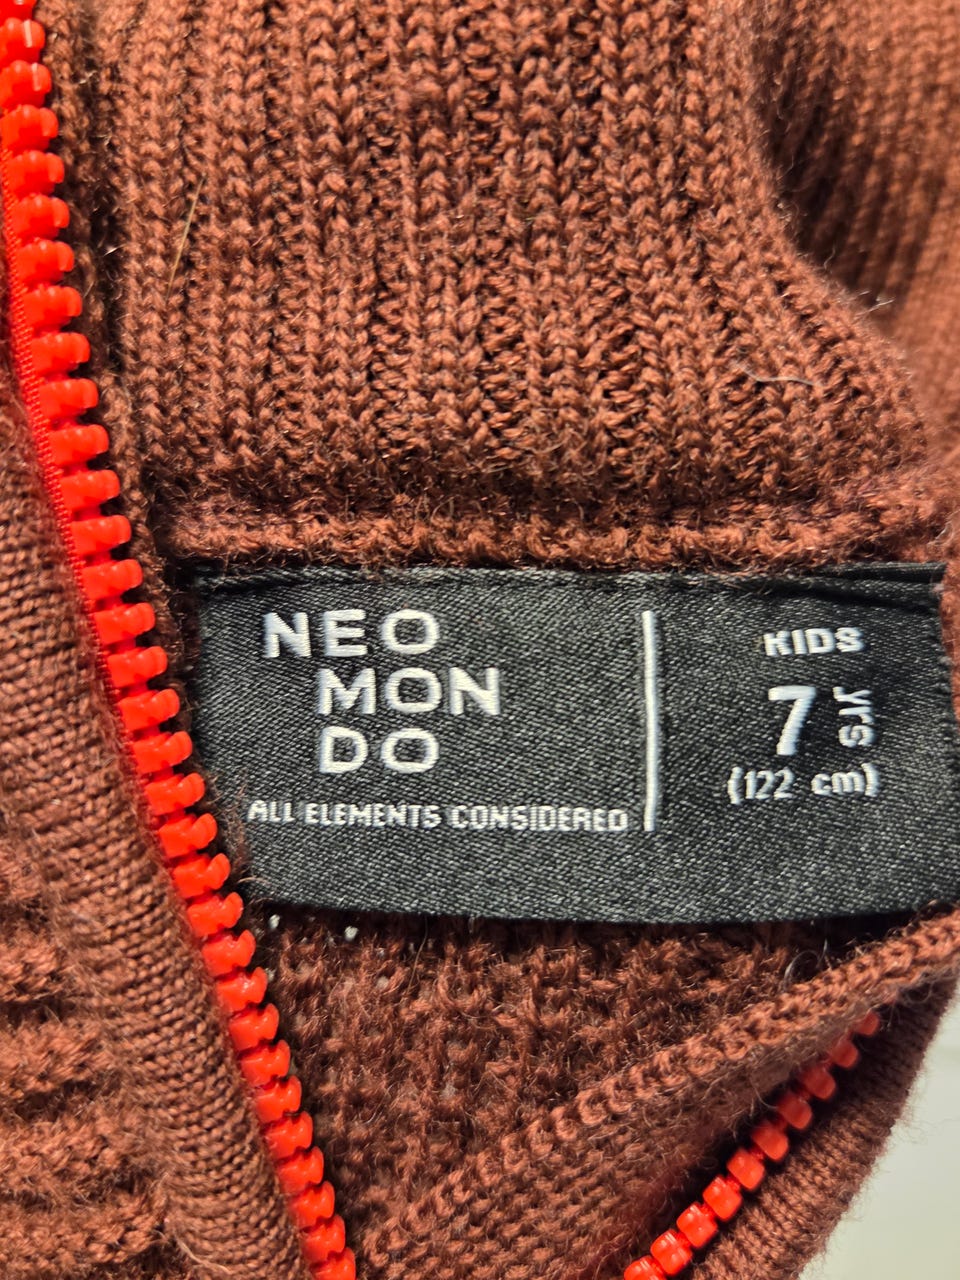 NEO
MON
DO
ALL ELEMENTS CONSIDERED
KIDS
7 yrs
(122 cm)